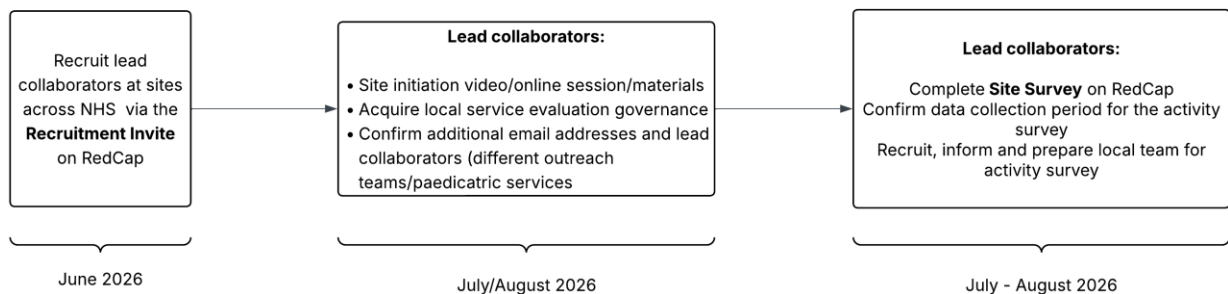 Recruit lead
collaborators at sites
across NHS via the
Recruitment Invite
on RedCap
June 2026
Lead collaborators:
• Site initiation video/online session/materials
• Acquire local service evaluation governance
• Confirm additional email addresses and lead
collaborators (different outreach
teams/paedicatric services
July/August 2026
Lead collaborators:
Complete Site Survey on RedCap
Confirm data collection period for the activity
survey
Recruit, inform and prepare local team for
activity survey
July - August 2026